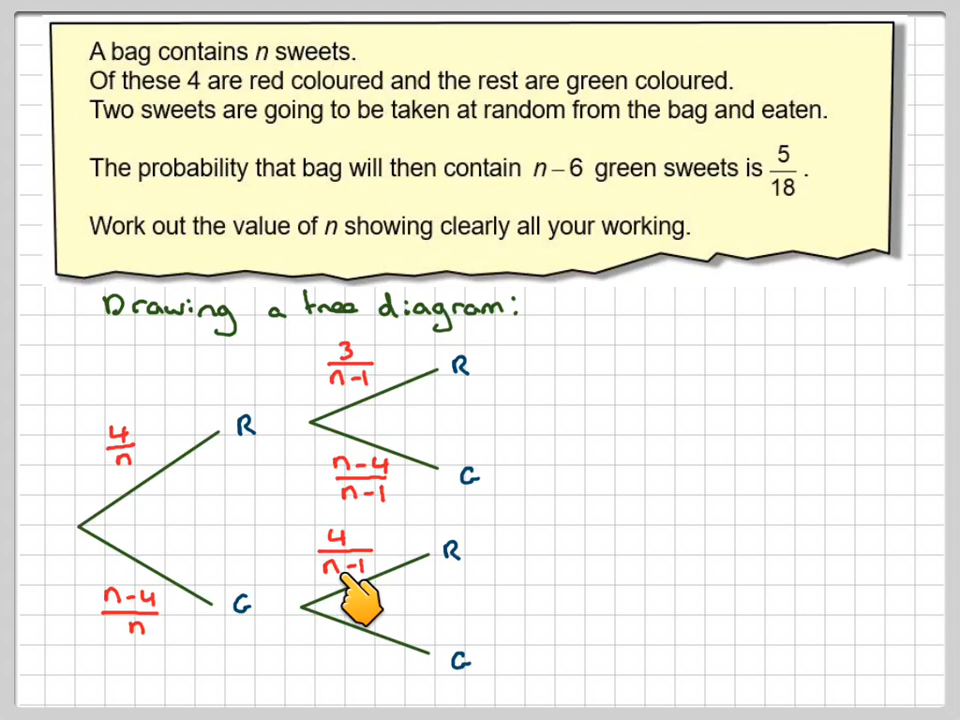 A bag contains n sweets.
Of these 4 are red coloured and the rest are green coloured.
Two sweets are going to be taken at random from the bag and eaten.
The probability that bag will then contain n – 6 green sweets is 5/18.
Work out the value of n showing clearly all your working.
Drawing a tree diagram:
3/n-1
R
4/n
R
n-4/n-1
G
4/n-1
R
n-4/n
G
G